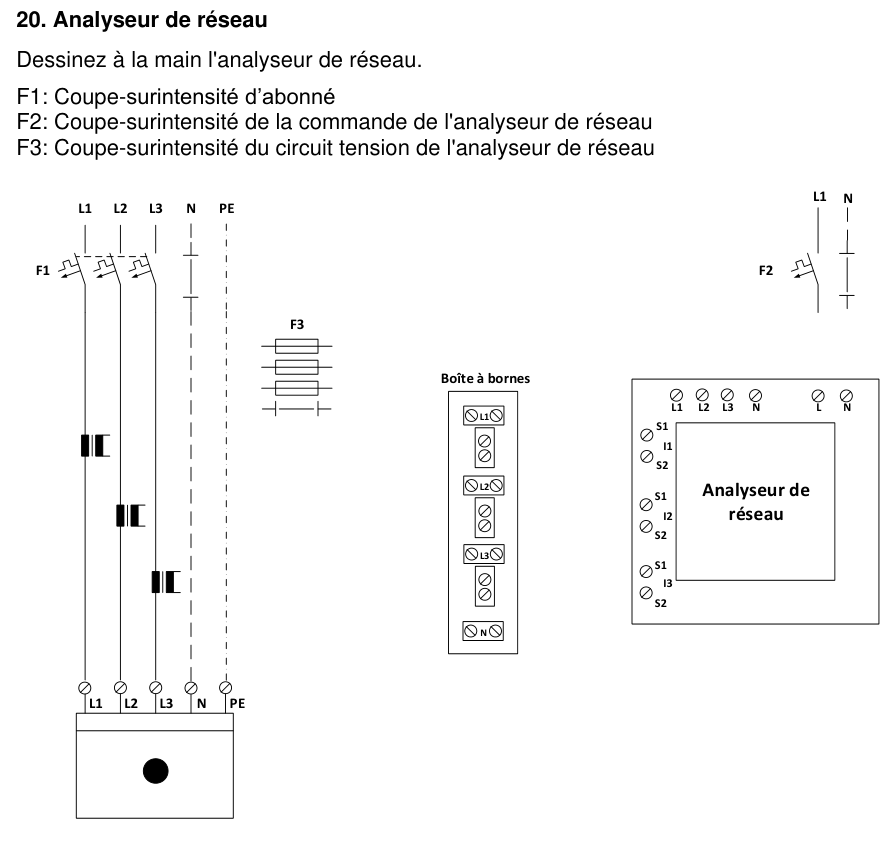 20. Analyseur de réseau
Dessinez à la main l'analyseur de réseau.
F1: Coupe-surintensité d'abonné
F2: Coupe-surintensité de la commande de l'analyseur de réseau
F3: Coupe-surintensité du circuit tension de l'analyseur de réseau
L1 L2 L3 N PE
L1 N
F1
F2
F3
Boîte à bornes
L1
L2
L3
N
L1 L2 L3 N L N
S1
I1
S2
S1
I2
S2
S1
I3
S2
Analyseur de
réseau
L1 L2 L3 N PE